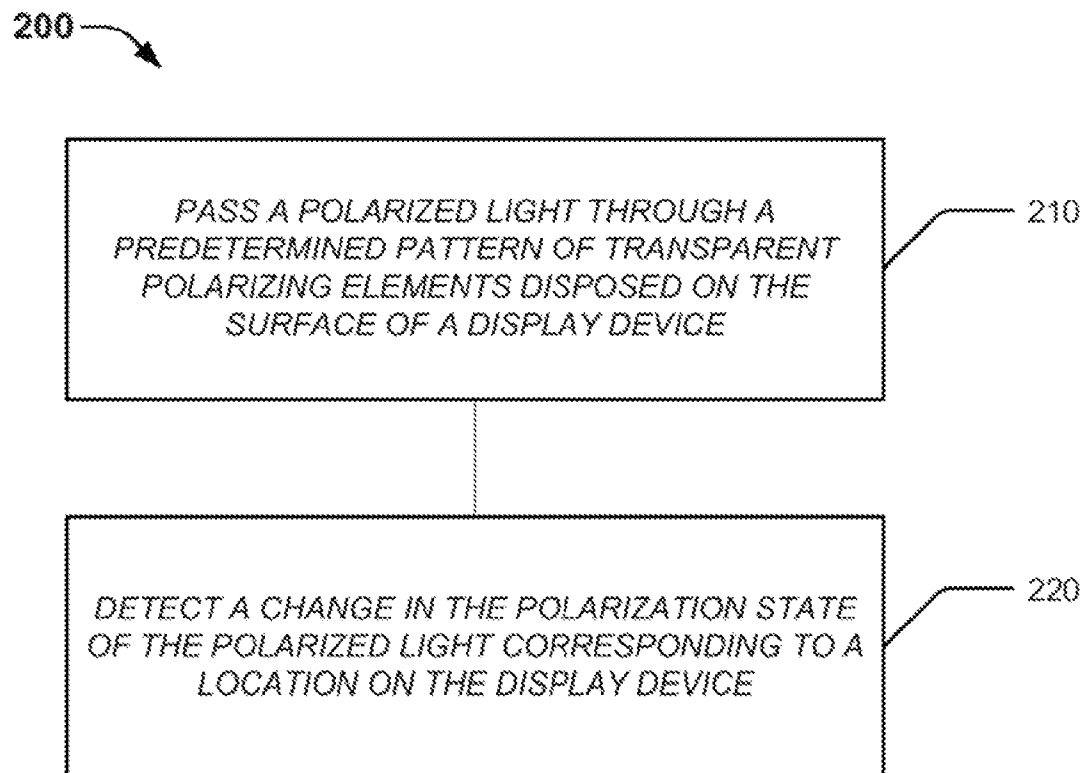 200
PASS A POLARIZED LIGHT THROUGH A
PREDETERMINED PATTERN OF TRANSPARENT
POLARIZING ELEMENTS DISPOSED ON THE
SURFACE OF A DISPLAY DEVICE
210
DETECT A CHANGE IN THE POLARIZATION STATE
OF THE POLARIZED LIGHT CORRESPONDING TO A
LOCATION ON THE DISPLAY DEVICE
220